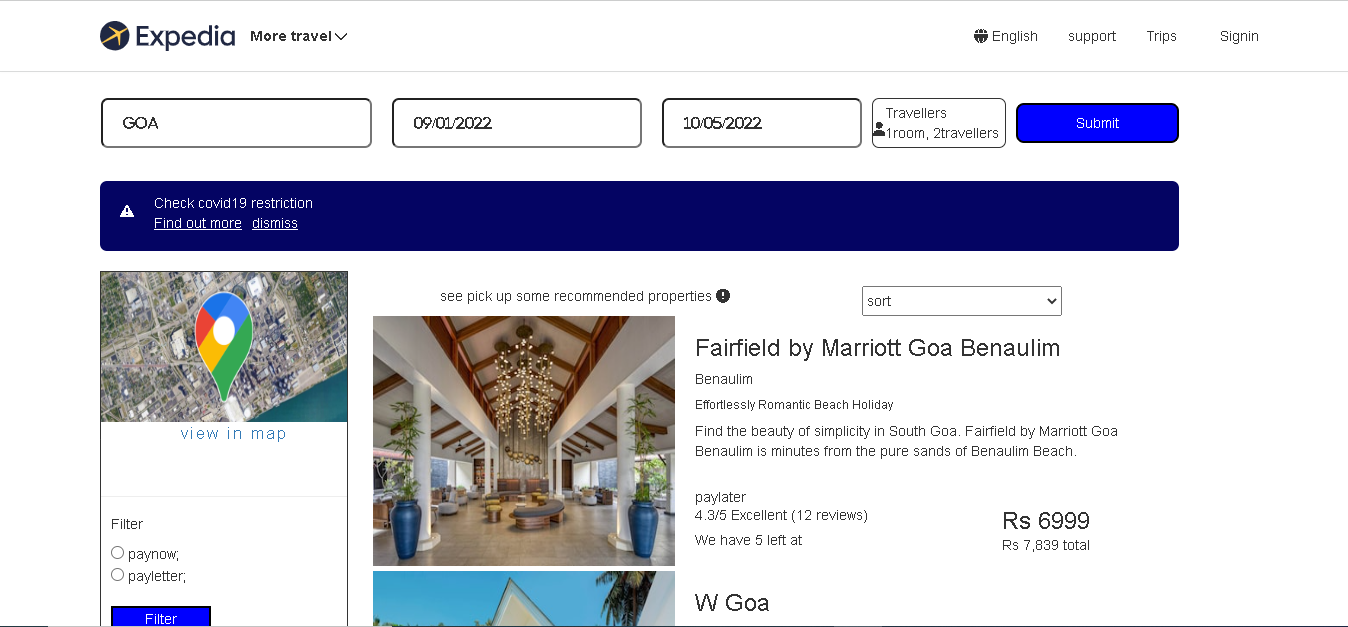 Expedia More travel English support Trips Signin
GOA 09/01/2022 10/05/2022 Travellers
1room, 2travellers Submit
Check covid19 restriction
Find out more dismiss
see pick up some recommended properties sort
view in map
Filter
paynow;
payletter;
Filter
Fairfield by Marriott Goa Benaulim
Benaulim
Effortlessly Romantic Beach Holiday
Find the beauty of simplicity in South Goa. Fairfield by Marriott Goa
Benaulim is minutes from the pure sands of Benaulim Beach.
paylater
4.3/5 Excellent (12 reviews)
We have 5 left at
Rs 6999
Rs 7,839 total
W Goa